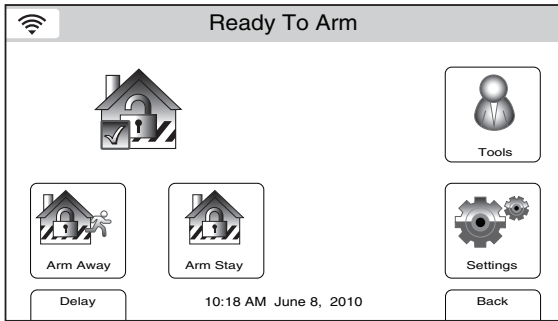 Ready To Arm
Tools
Arm Away
Arm Stay
Settings
Delay
10:18 AM June 8, 2010
Back